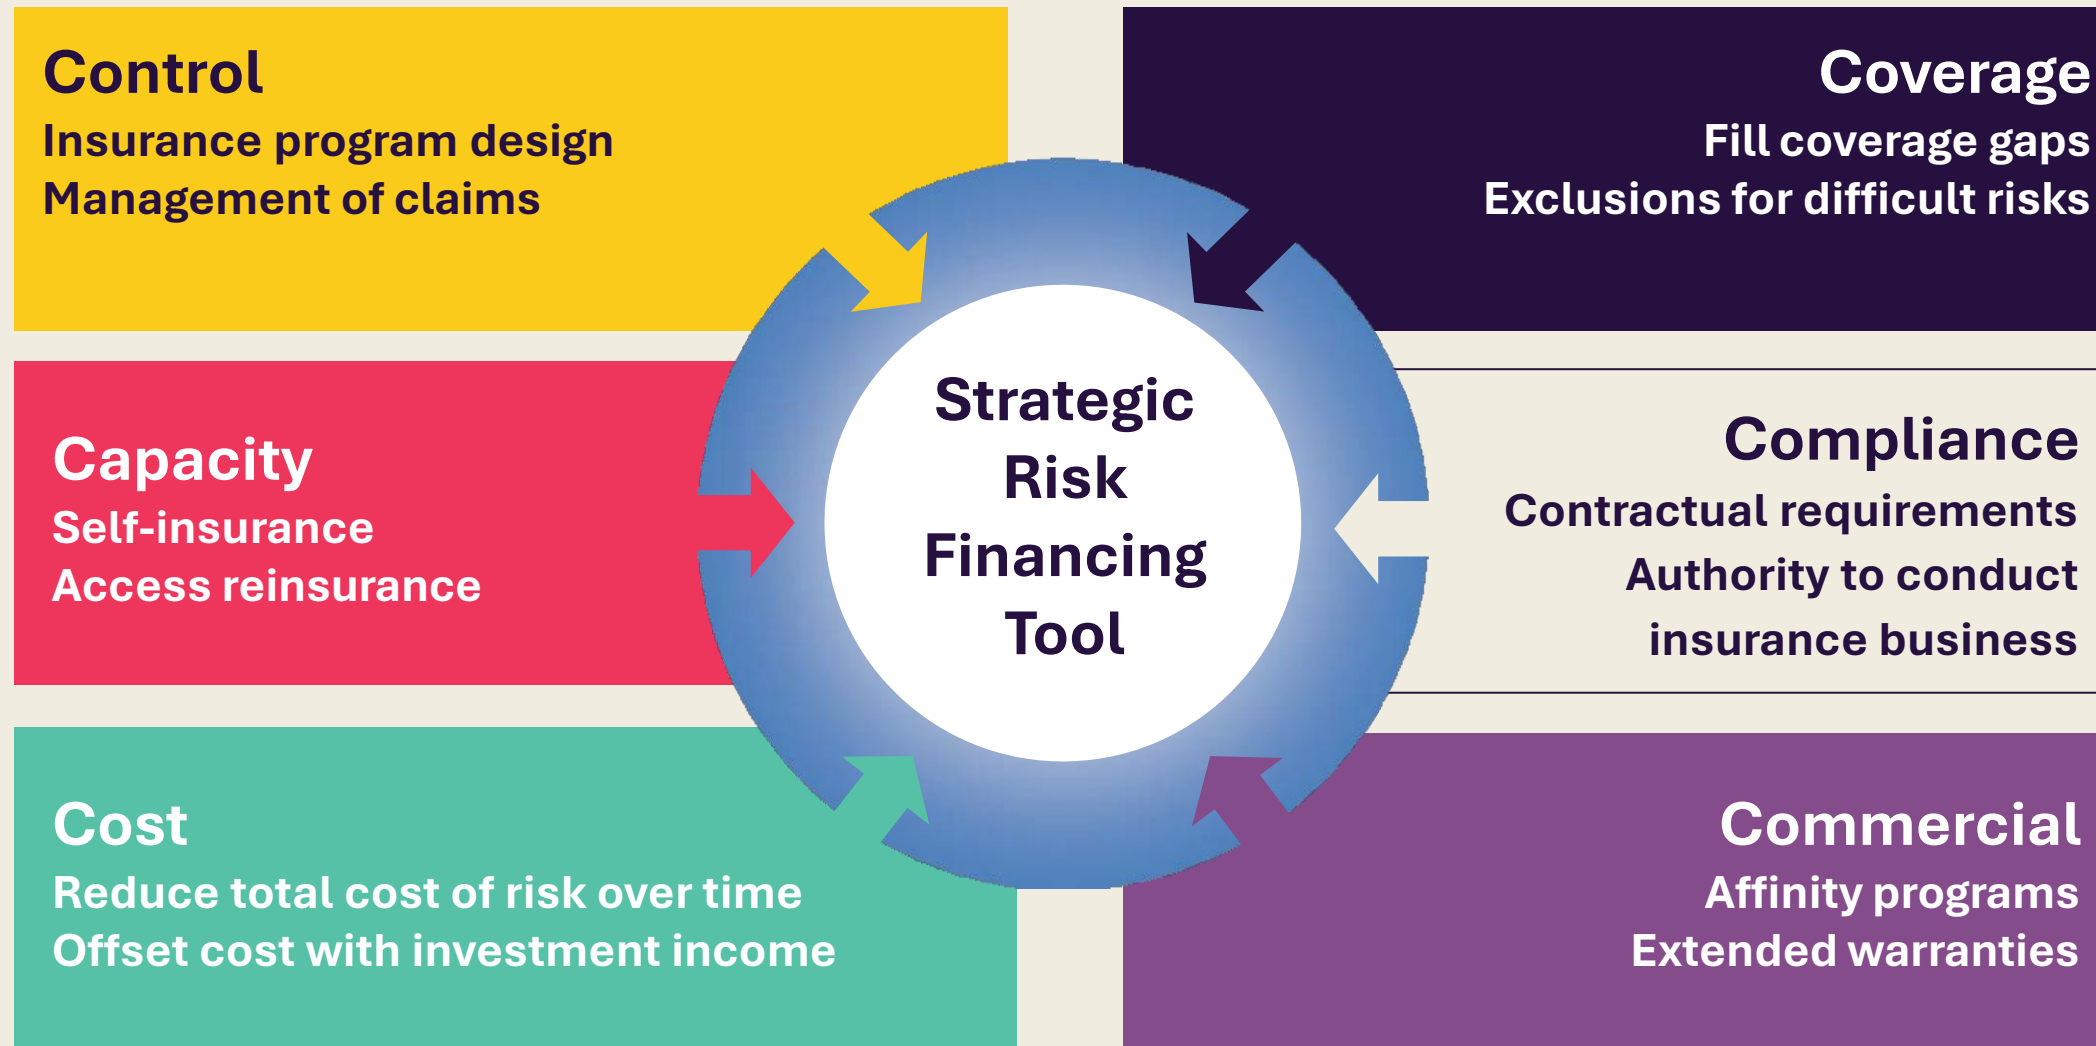 Control
Insurance program design
Management of claims
Coverage
Fill coverage gaps
Exclusions for difficult risks
Capacity
Self-insurance
Access reinsurance
Strategic
Risk
Financing
Tool
Compliance
Contractual requirements
Authority to conduct
insurance business
Cost
Reduce total cost of risk over time
Offset cost with investment income
Commercial
Affinity programs
Extended warranties